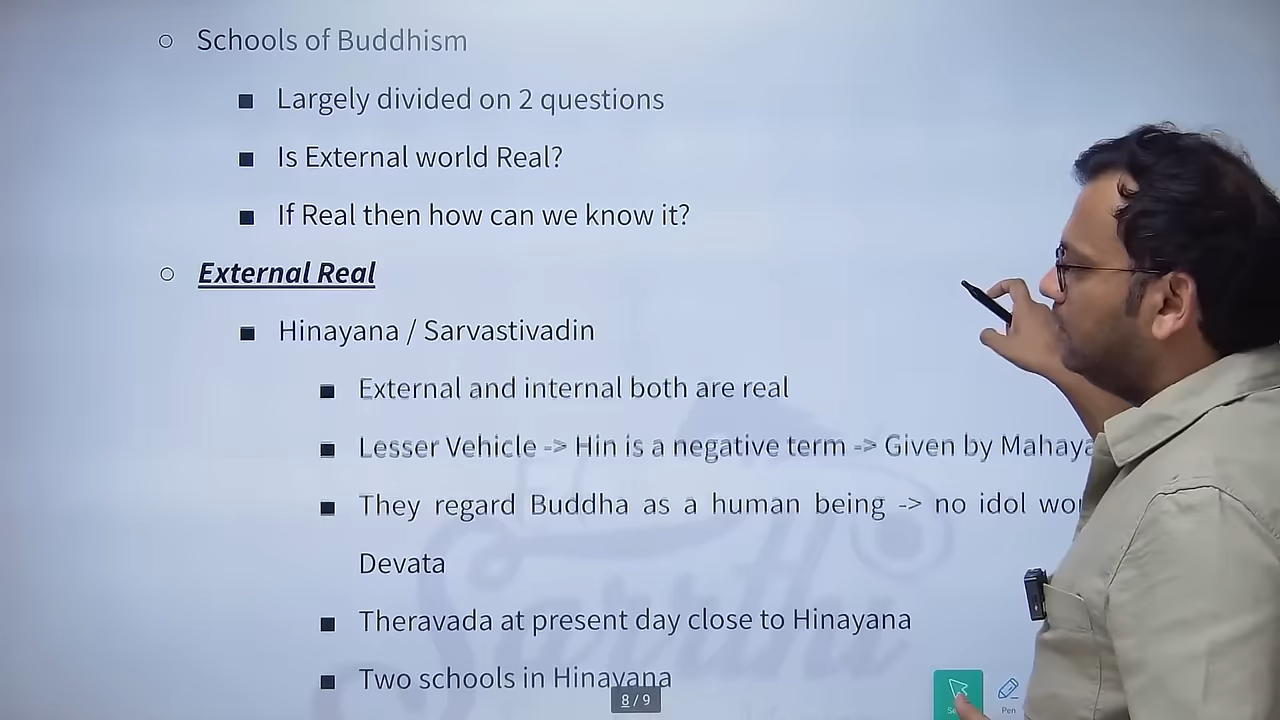 Schools of Buddhism
Largely divided on 2 questions
Is External world Real?
If Real then how can we know it?
External Real
Hinayana / Sarvastivadin
External and internal both are real
Lesser Vehicle -> Hin is a negative term -> Given by Mahaya
They regard Buddha as a human being -> no idol wor
Devata
Theravada at present day close to Hinayana
Two schools in Hinayana
8 / 9
Pen
Sarrthi